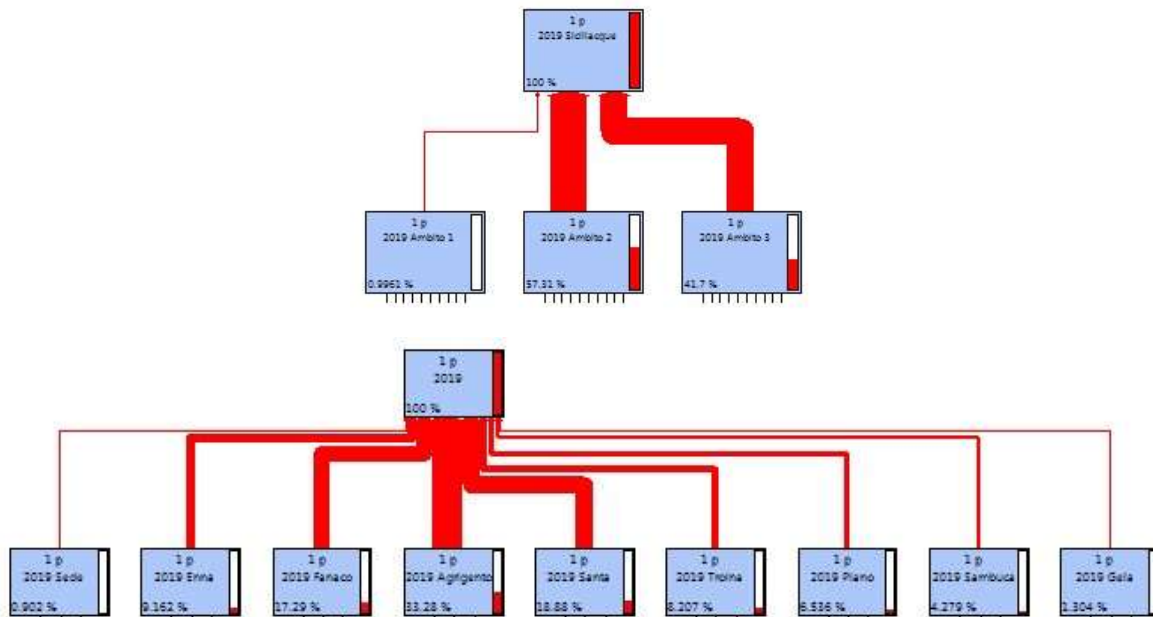 1 p
2019 Siciliacque
100 %
1 p
2019 Ambito 1
0.9961 %
1 p
2019 Ambito 2
57.31 %
1 p
2019 Ambito 3
41.7 %
1 p
2019
100 %
1 p
2019 Sede
0.902 %
1 p
2019 Enna
9.162 %
1 p
2019 Fanaco
17.29 %
1 p
2019 Agrigento
33.28 %
1 p
2019 Santa
18.88 %
1 p
2019 Troina
8.207 %
1 p
2019 Piano
6.536 %
1 p
2019 Sambuca
4.279 %
1 p
2019 Gela
1.304 %